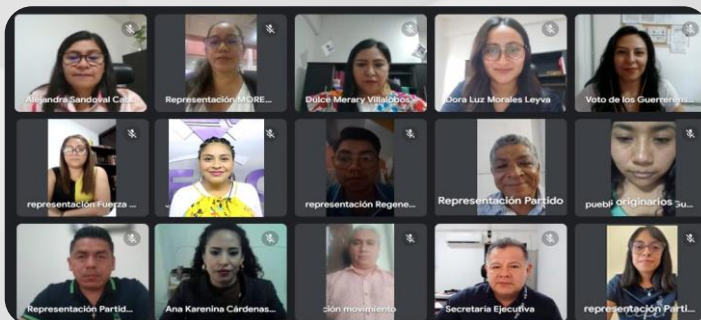 Alejandra Sandoval Cat...
Representación MORE...
Dulce Merary Villalobos
Dora Luz Morales Leyva
Voto de los Guerrerens...
representación Fuerza ...
representación Regene...
Representación Partido
originarios
Representación Partid...
Ana Karenina Cárdenas...
ción movimiento
Secretaria Ejecutiva
representación Parti...